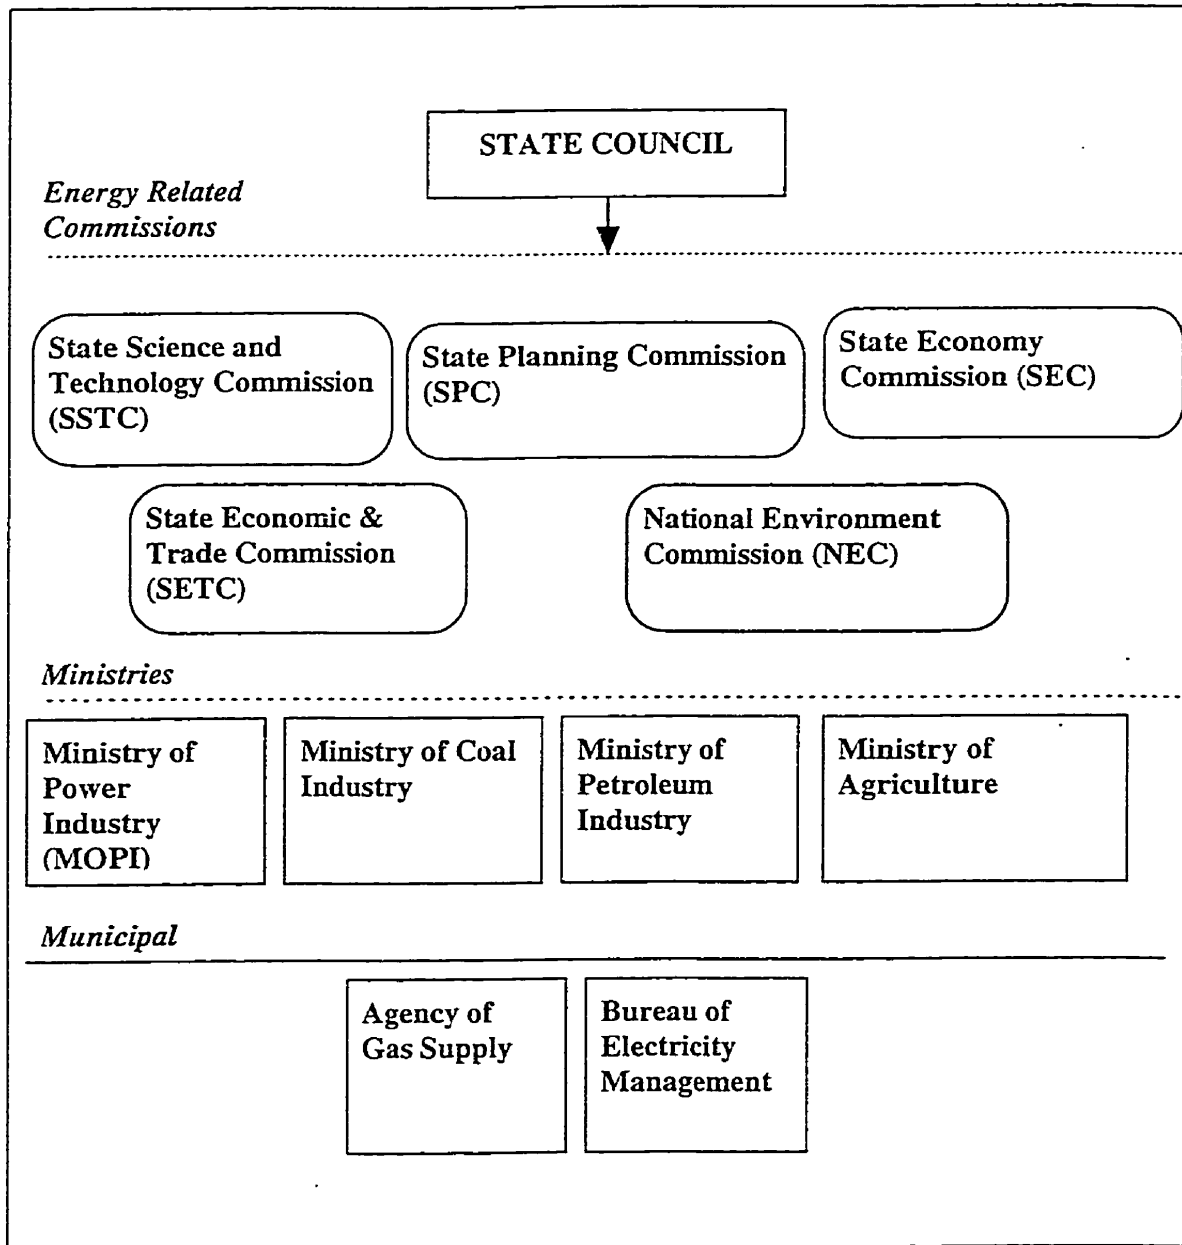 STATE COUNCIL
Energy Related
Commissions
State Science and
Technology Commission
(SSTC)
State Planning Commission
(SPC)
State Economy
Commission (SEC)
State Economic &
Trade Commission
(SETC)
National Environment
Commission (NEC)
Ministries
Ministry of
Power
Industry
(MOPI)
Ministry of Coal
Industry
Ministry of
Petroleum
Industry
Ministry of
Agriculture
Municipal
Agency of
Gas Supply
Bureau of
Electricity
Management